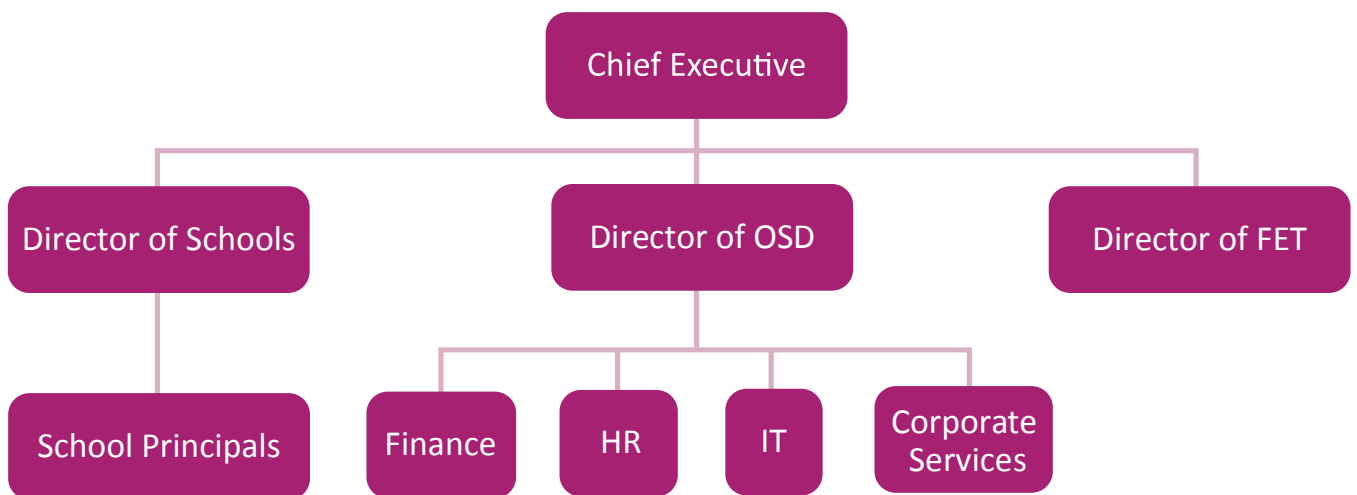 Chief Executive
Director of Schools
Director of OSD
Director of FET
School Principals
Finance
HR
IT
Corporate
Services